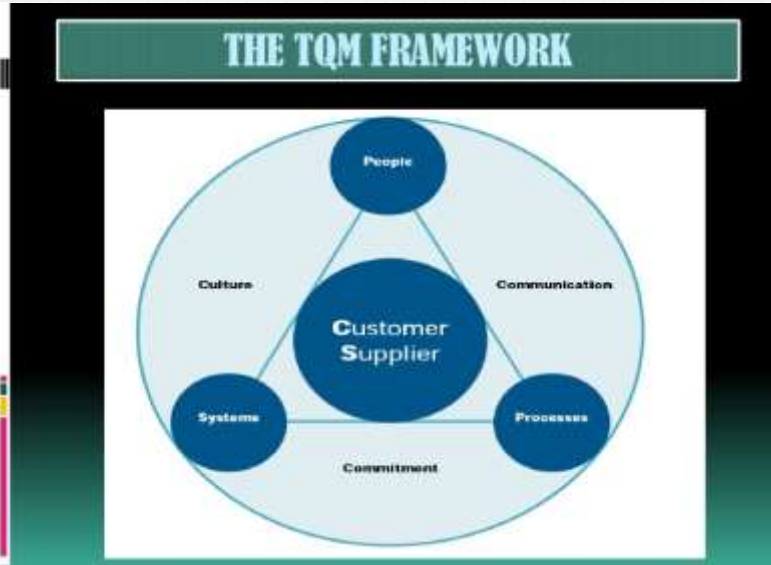 THE TQM FRAMEWORK
People
Culture
Communication
Customer
Supplier
Systems
Processes
Commitment